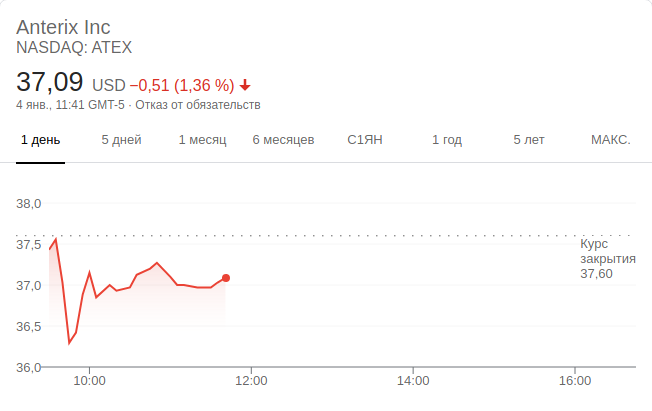 Anterix Inc
NASDAQ: ATEX
37,09 USD −0,51 (1,36 %)
4 янв., 11:41 GMT-5 · Отказ от обязательств
1 день 5 дней 1 месяц 6 месяцев С1ЯН 1 год 5 лет МАКС.
38,0
37,5
37,0
36,5
36,0
Курс
закрытия
37,60
10:00 12:00 14:00 16:00